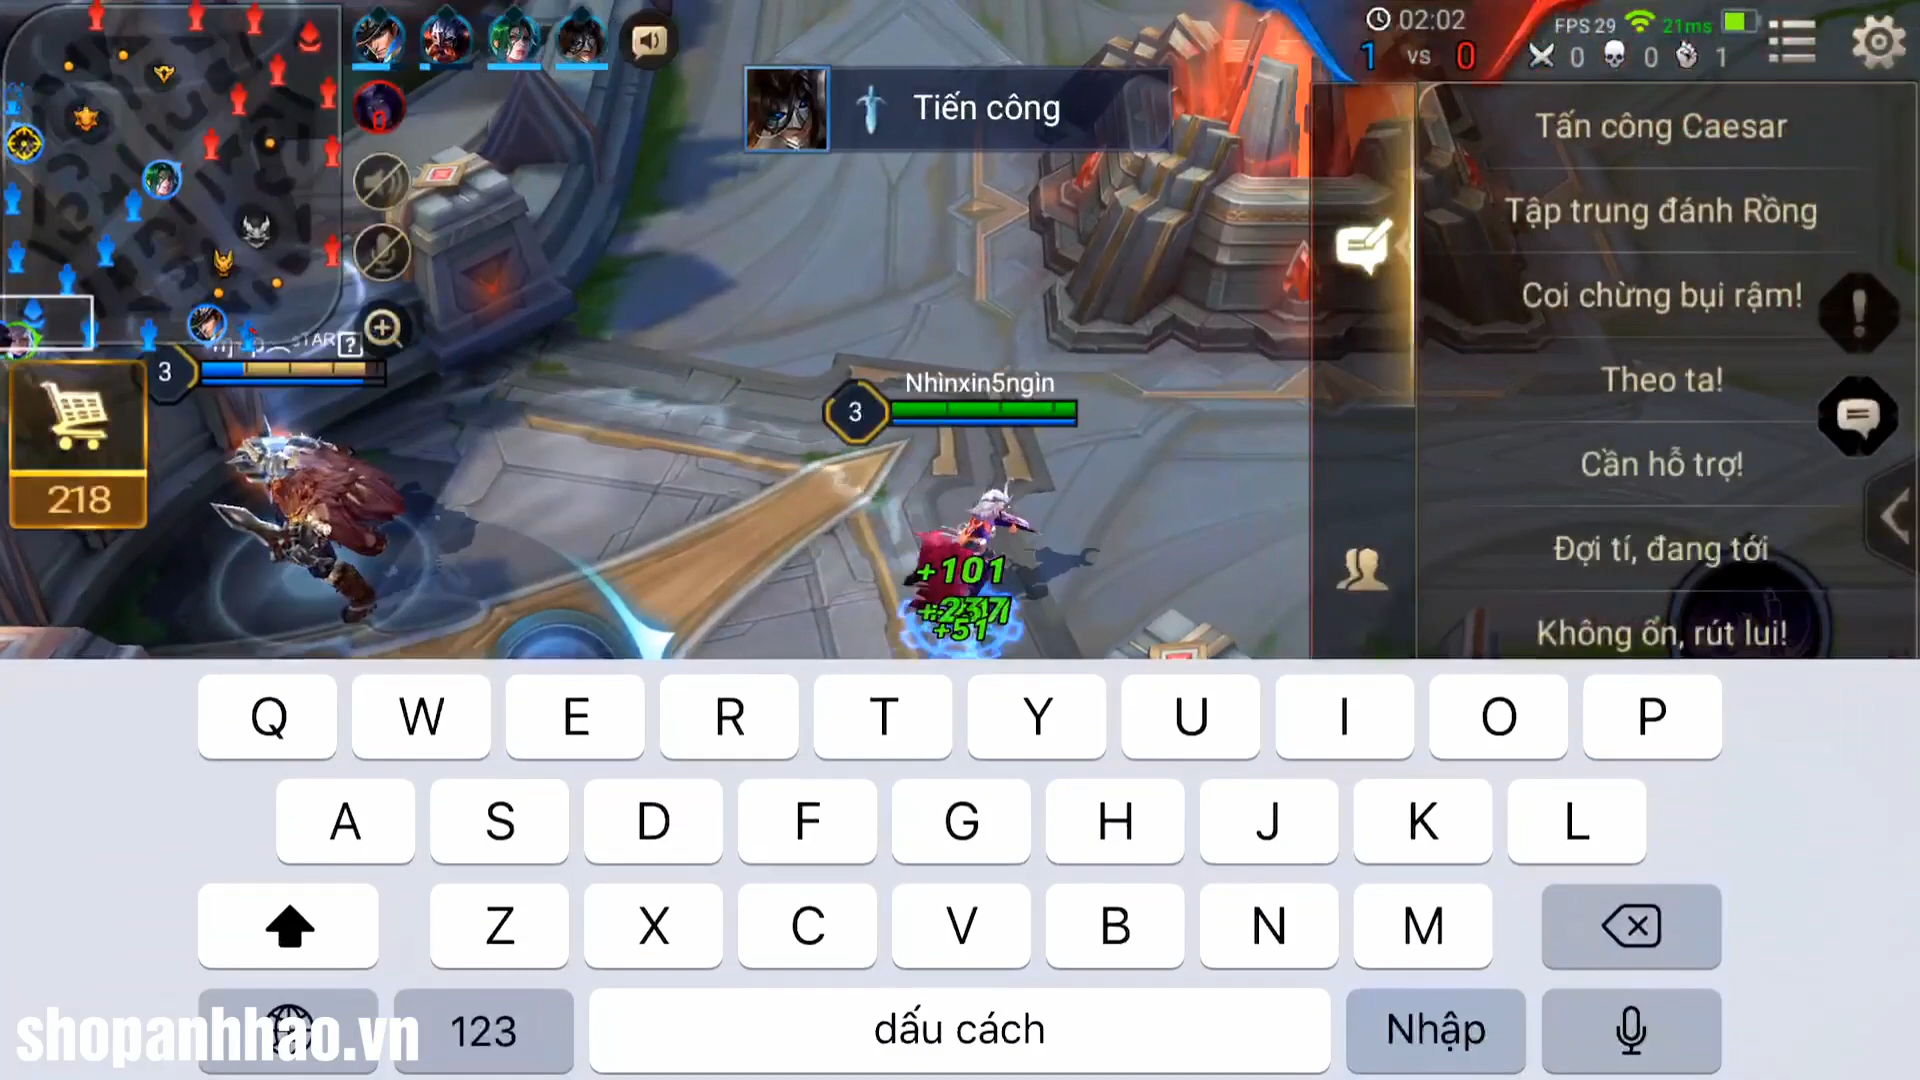 02:02
FPS 29
21ms
1 vs 0
0
0
1
0
Tiến công
Tấn công Caesar
Tập trung đánh Rồng
Coi chừng bụi rậm!
Theo ta!
Cần hỗ trợ!
Đợi tí, đang tới
Không ổn, rút lui!
3
STAR ?
218
Nhìnxin5ngìn
3
+101
+51
Q W E R T Y U I O P
A S D F G H J K L
Z X C V B N M
123
dấu cách
Nhập
shopanhhao.vn